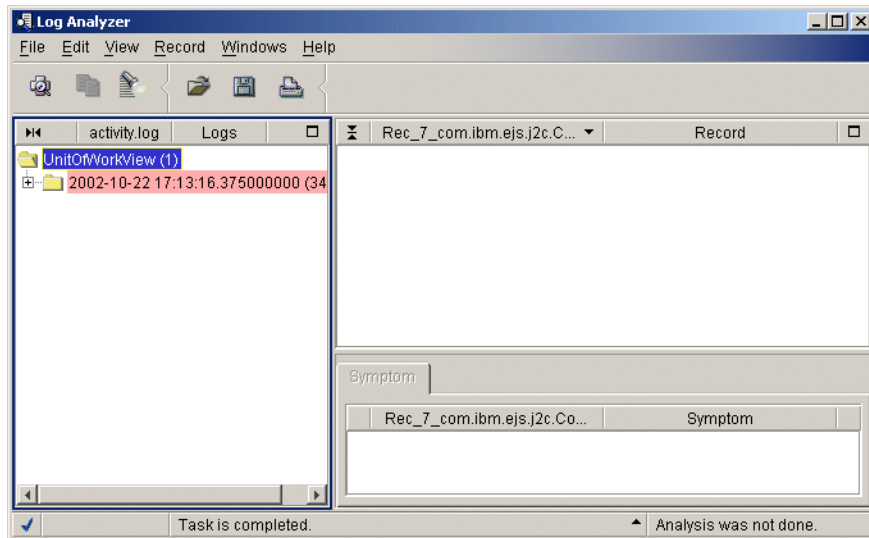 Log Analyzer
File Edit View Record Windows Help
activity.log Logs
UnitOfWorkView (1)
2002-10-22 17:13:16.375000000 (34
Rec_7_com.ibm.ejs.j2c.C... Record
Symptom
Rec_7_com.ibm.ejs.j2c.Co... Symptom
Task is completed. Analysis was not done.